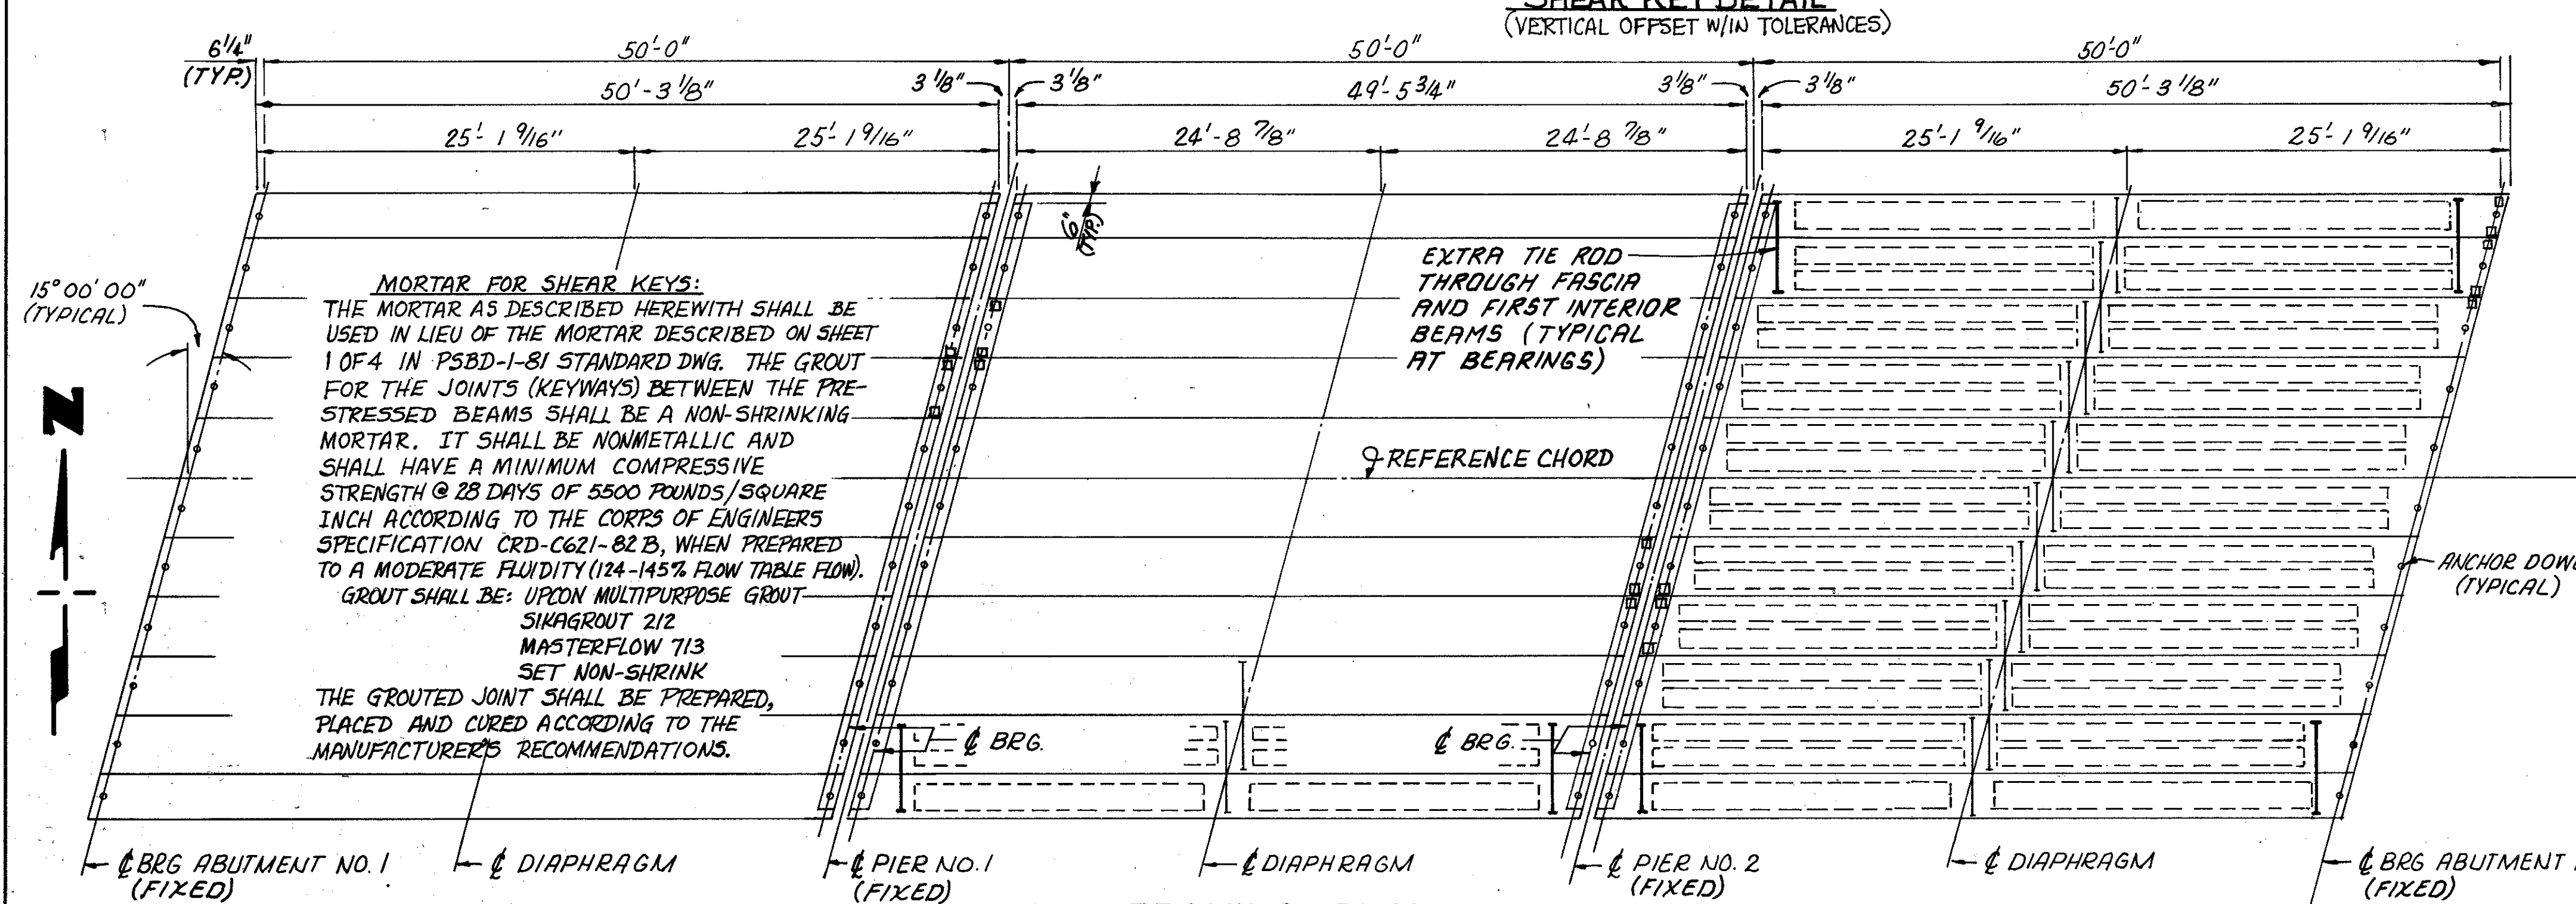 SHEAR KEY DETAIL
(VERTICAL OFFSET W/IN TOLERANCES)
6 1/4"
(TYP.)
50'-0"
50'-0"
50'-0"
50'-3 1/8"
3 1/8"
3 1/8"
49'-5 3/4"
3 1/8"
3 1/8"
50'-3 1/8"
25'-1 9/16"
25'-1 9/16"
24'-8 7/8"
24'-8 7/8"
25'-1 9/16"
25'-1 9/16"
6"
(TYP.)
15°00'00"
(TYPICAL)
MORTAR FOR SHEAR KEYS:
THE MORTAR AS DESCRIBED HEREWITH SHALL BE
USED IN LIEU OF THE MORTAR DESCRIBED ON SHEET
1 OF 4 IN PSBD-1-81 STANDARD DWG. THE GROUT
FOR THE JOINTS (KEYWAYS) BETWEEN THE PRE-
STRESSED BEAMS SHALL BE A NON-SHRINKING
MORTAR. IT SHALL BE NONMETALLIC AND
SHALL HAVE A MINIMUM COMPRESSIVE
STRENGTH @ 28 DAYS OF 5500 POUNDS/SQUARE
INCH ACCORDING TO THE CORPS OF ENGINEERS
SPECIFICATION CRD-C621-82B, WHEN PREPARED
TO A MODERATE FLUIDITY (124-145% FLOW TABLE FLOW).
GROUT SHALL BE: UPCON MULTIPURPOSE GROUT
SIKAGROUT 212
MASTERFLOW 713
SET NON-SHRINK
THE GROUTED JOINT SHALL BE PREPARED,
PLACED AND CURED ACCORDING TO THE
MANUFACTURER'S RECOMMENDATIONS.
EXTRA TIE ROD
THROUGH FASCIA
AND FIRST INTERIOR
BEAMS (TYPICAL
AT BEARINGS)
REFERENCE CHORD
N
ANCHOR
(TYPICAL)
℄ BRG.
℄ BRG.
℄ BRG ABUTMENT NO. 1
(FIXED)
℄ DIAPHRAGM
℄ PIER NO. 1
(FIXED)
℄ DIAPHRAGM
℄ PIER NO. 2
(FIXED)
℄ DIAPHRAGM
℄ BRG ABUTMENT
(FIXED)